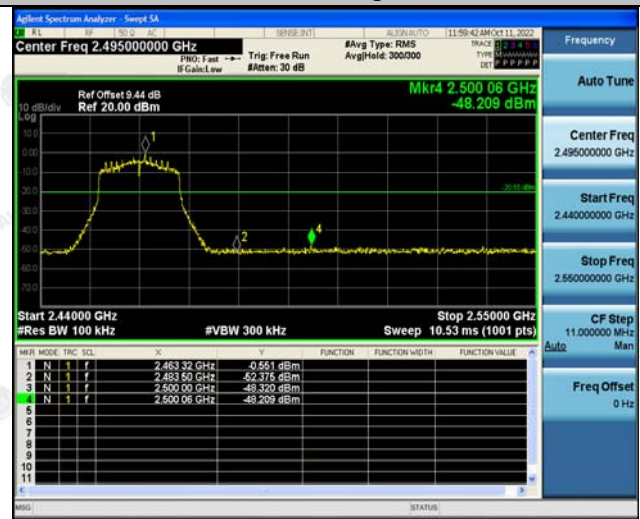 Agilent Spectrum Analyzer - Swept SA
RL RF 50 Ω AC SENSE:INT ALIGN AUTO 11:59:42 AM Oct 11, 2022
Center Freq 2.495000000 GHz #Avg Type: RMS TRACE 1 2 3 4 5 6
PNO: Fast Trig: Free Run Avg|Hold: 300/300 TYPE
IFGain:Low #Atten: 30 dB DET P P P P P P
Frequency
Auto Tune
Mkr4 2.500 06 GHz
Ref Offset 9.44 dB
10 dB/div Ref 20.00 dBm -48.209 dBm
Log
10.0
0.00
-10.0
-20.0
-30.0
-40.0
-50.0
-60.0
-70.0
1
2
4
Center Freq
2.495000000 GHz
Start Freq
2.440000000 GHz
Stop Freq
2.550000000 GHz
Start 2.44000 GHz Stop 2.55000 GHz
#Res BW 100 kHz #VBW 300 kHz Sweep 10.53 ms (1001 pts)
CF Step
11.000000 MHz
Auto Man
Freq Offset
0 Hz
MKR MODE TRC SCL X Y FUNCTION FUNCTION WIDTH FUNCTION VALUE
1 N 1 f 2.463 32 GHz -0.551 dBm
2 N 1 f 2.483 50 GHz -52.375 dBm
3 N 1 f 2.500 00 GHz -48.320 dBm
4 N 1 f 2.500 06 GHz -48.209 dBm
5
6
7
8
9
10
11
MSG STATUS